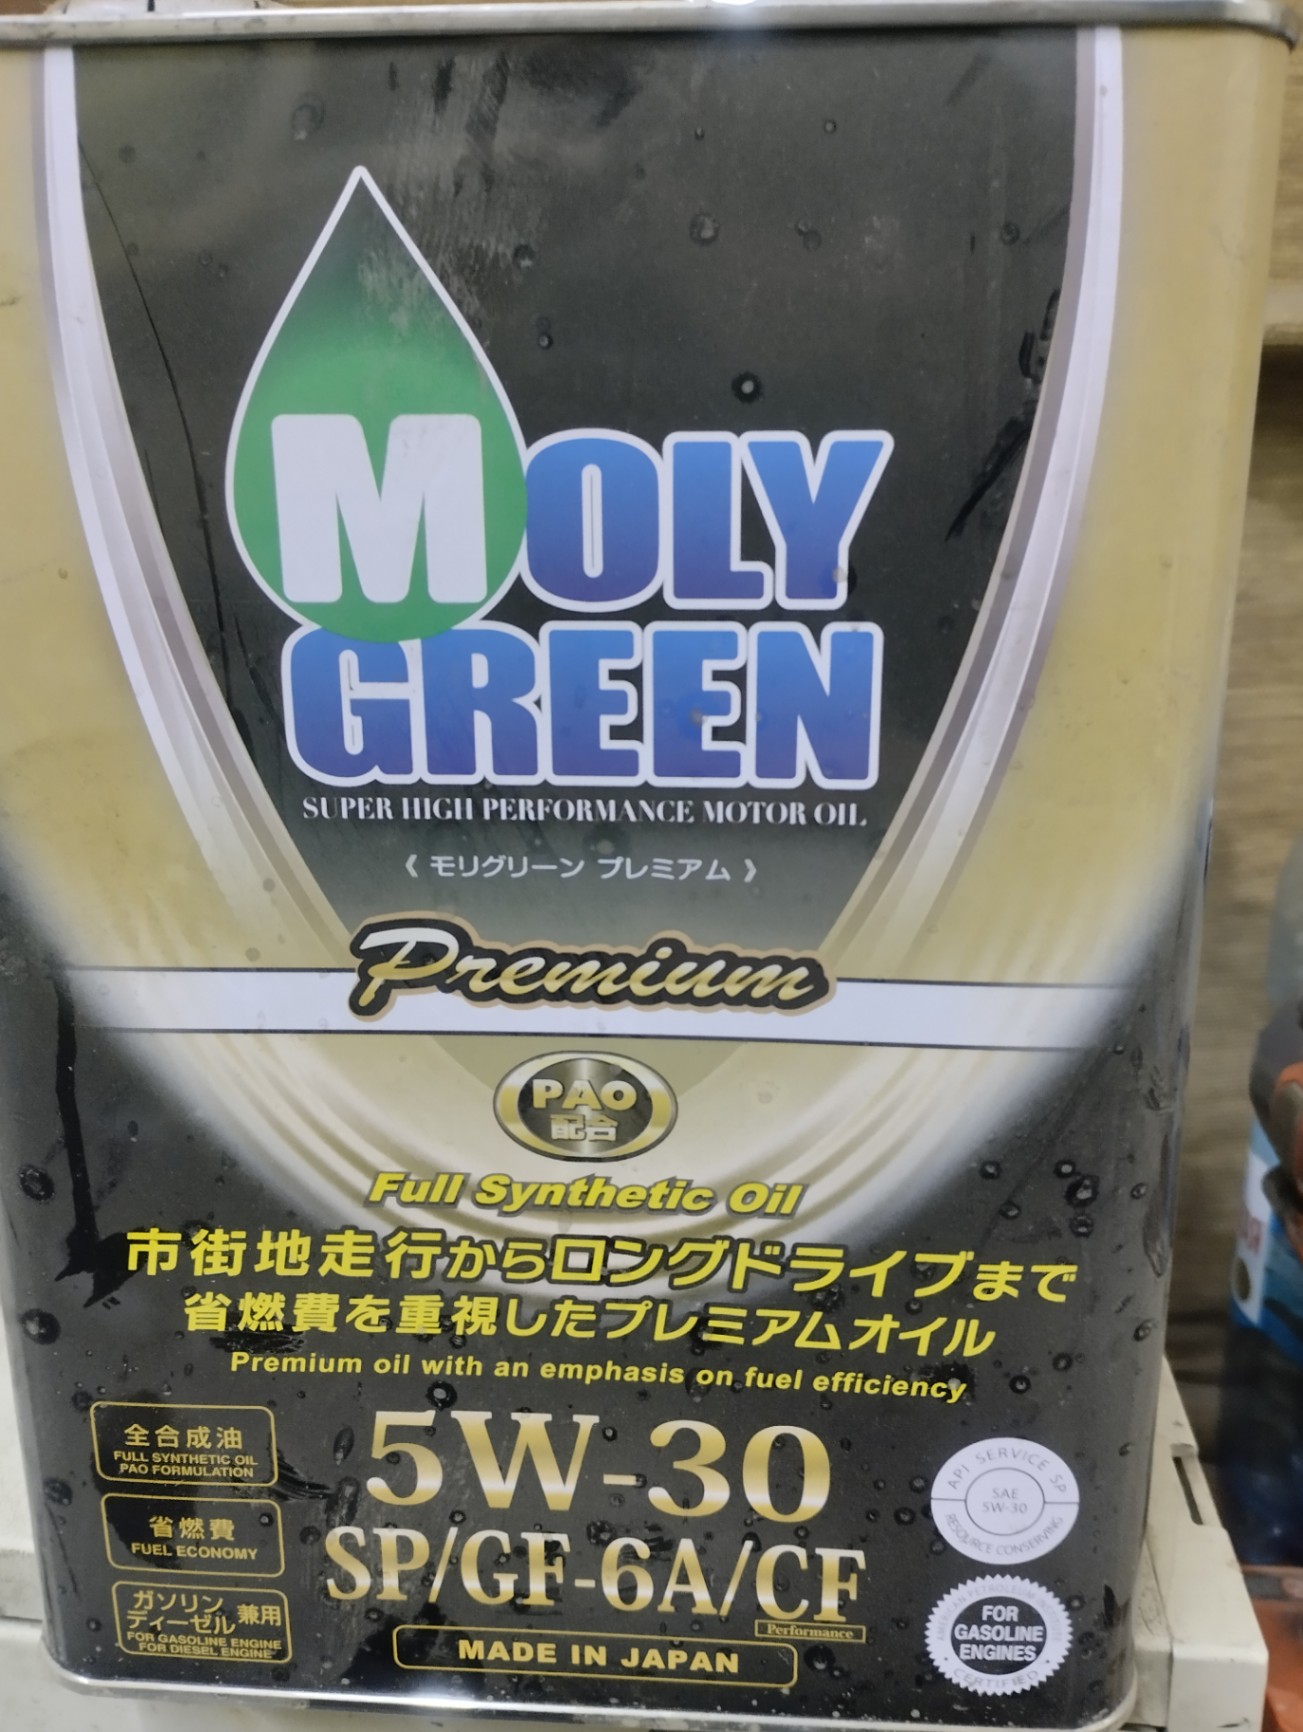 MOLY
GREEN
SUPER HIGH PERFORMANCE MOTOR OIL
《 モリグリーン プレミアム 》
Premium
PAO
配合
Full Synthetic Oil
市街地走行からロングドライブまで
省燃費を重視したプレミアムオイル
Premium oil with an emphasis on fuel efficiency
全合成油
FULL SYNTHETIC OIL
PAO FORMULATION
省燃費
FUEL ECONOMY
ガソリン
ディーゼル 兼用
FOR GASOLINE ENGINE
FOR DIESEL ENGINE
5W-30
SP/GF-6A/CF
Performance
MADE IN JAPAN
API SERVICE SP
SAE
5W-30
RESOURCE CONSERVING
AMERICAN PETROLEUM INSTITUTE
FOR
GASOLINE
ENGINES
CERTIFIED